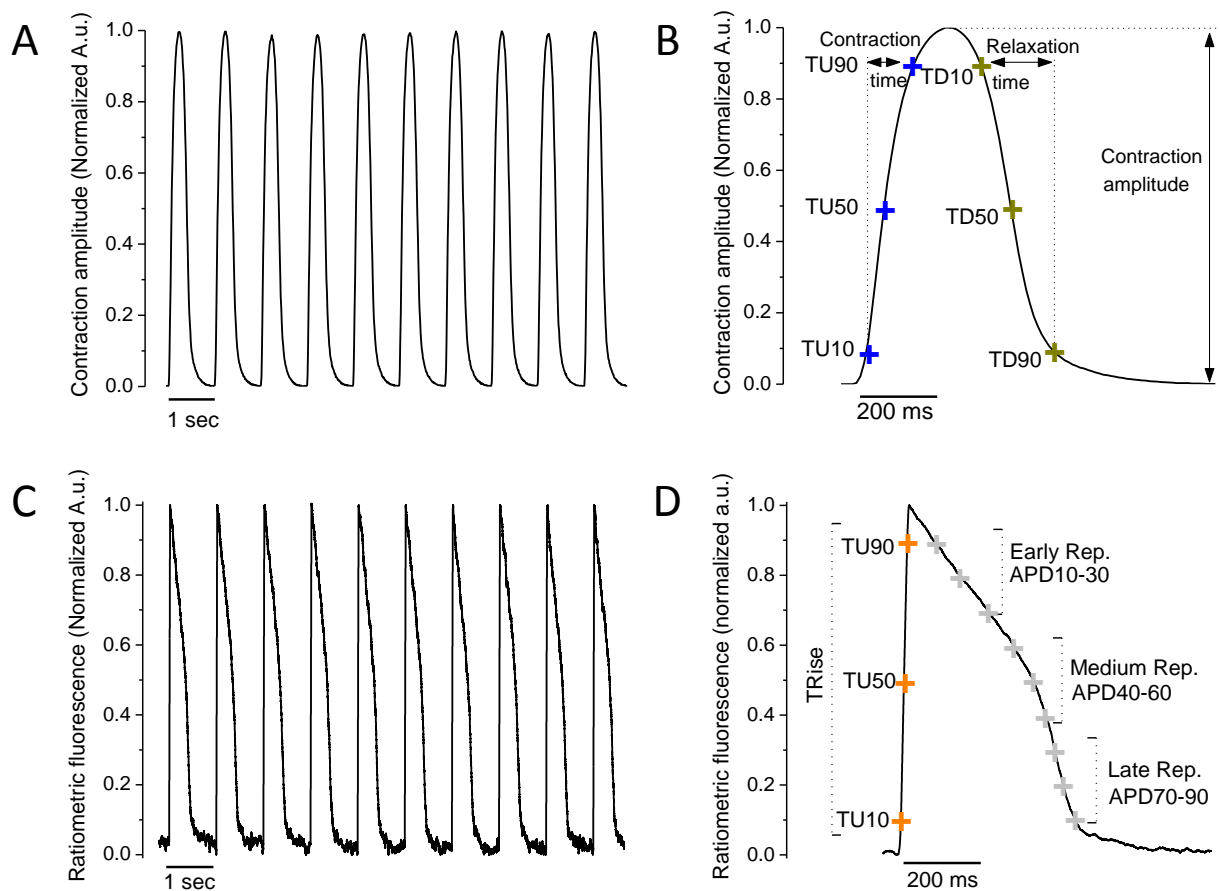 A
Contraction amplitude (Normalized A.u.)
1.0
0.8
0.6
0.4
0.2
0.0
1 sec
B
Contraction amplitude (Normalized A.u.)
1.0
0.8
0.6
0.4
0.2
0.0
Contraction
time
Relaxation
time
TU90
TD10
TU50
TD50
TU10
TD90
Contraction
amplitude
200 ms
C
Ratiometric fluorescence (Normalized A.u.)
1.0
0.8
0.6
0.4
0.2
0.0
1 sec
D
Ratiometric fluorescence (normalized a.u.)
1.0
0.8
0.6
0.4
0.2
0.0
TRise
TU90
TU50
TU10
Early Rep.
APD10-30
Medium Rep.
APD40-60
Late Rep.
APD70-90
200 ms